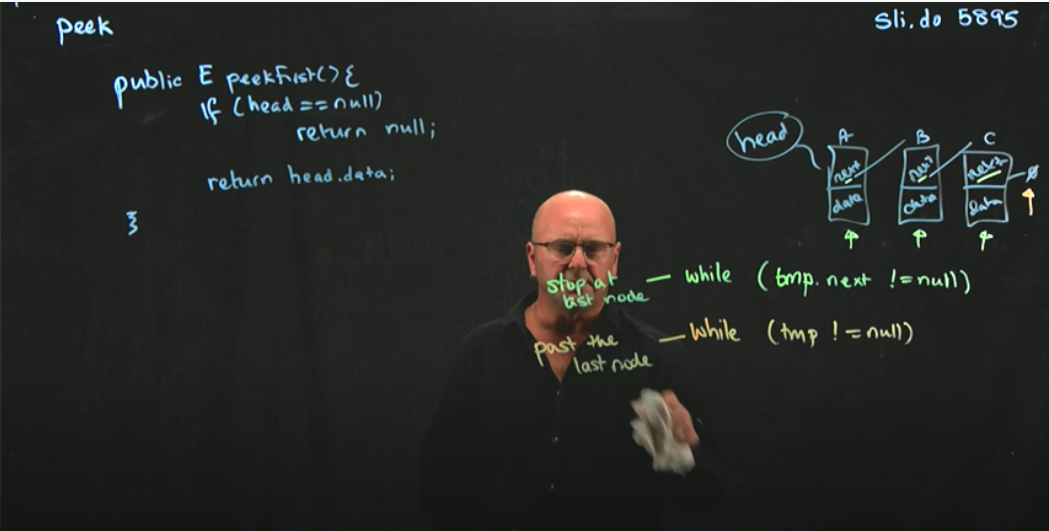 peek
sli.do 5895
public E peekFirst() {
If (head == null)
return null;
return head.data;
}
head
A B C
next next next
data data data
∅
stop at
last node
— while (tmp.next != null)
past the
last node
— while (tmp != null)